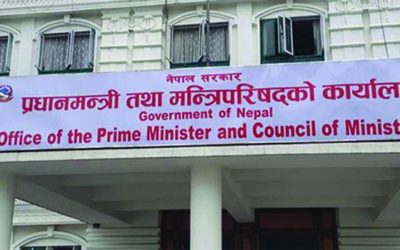 नेपाल सरकार
प्रधानमन्त्री तथा मन्त्रिपरिषद्को कार्याल
Government of Nepal
Office of the Prime Minister and Council of Minist